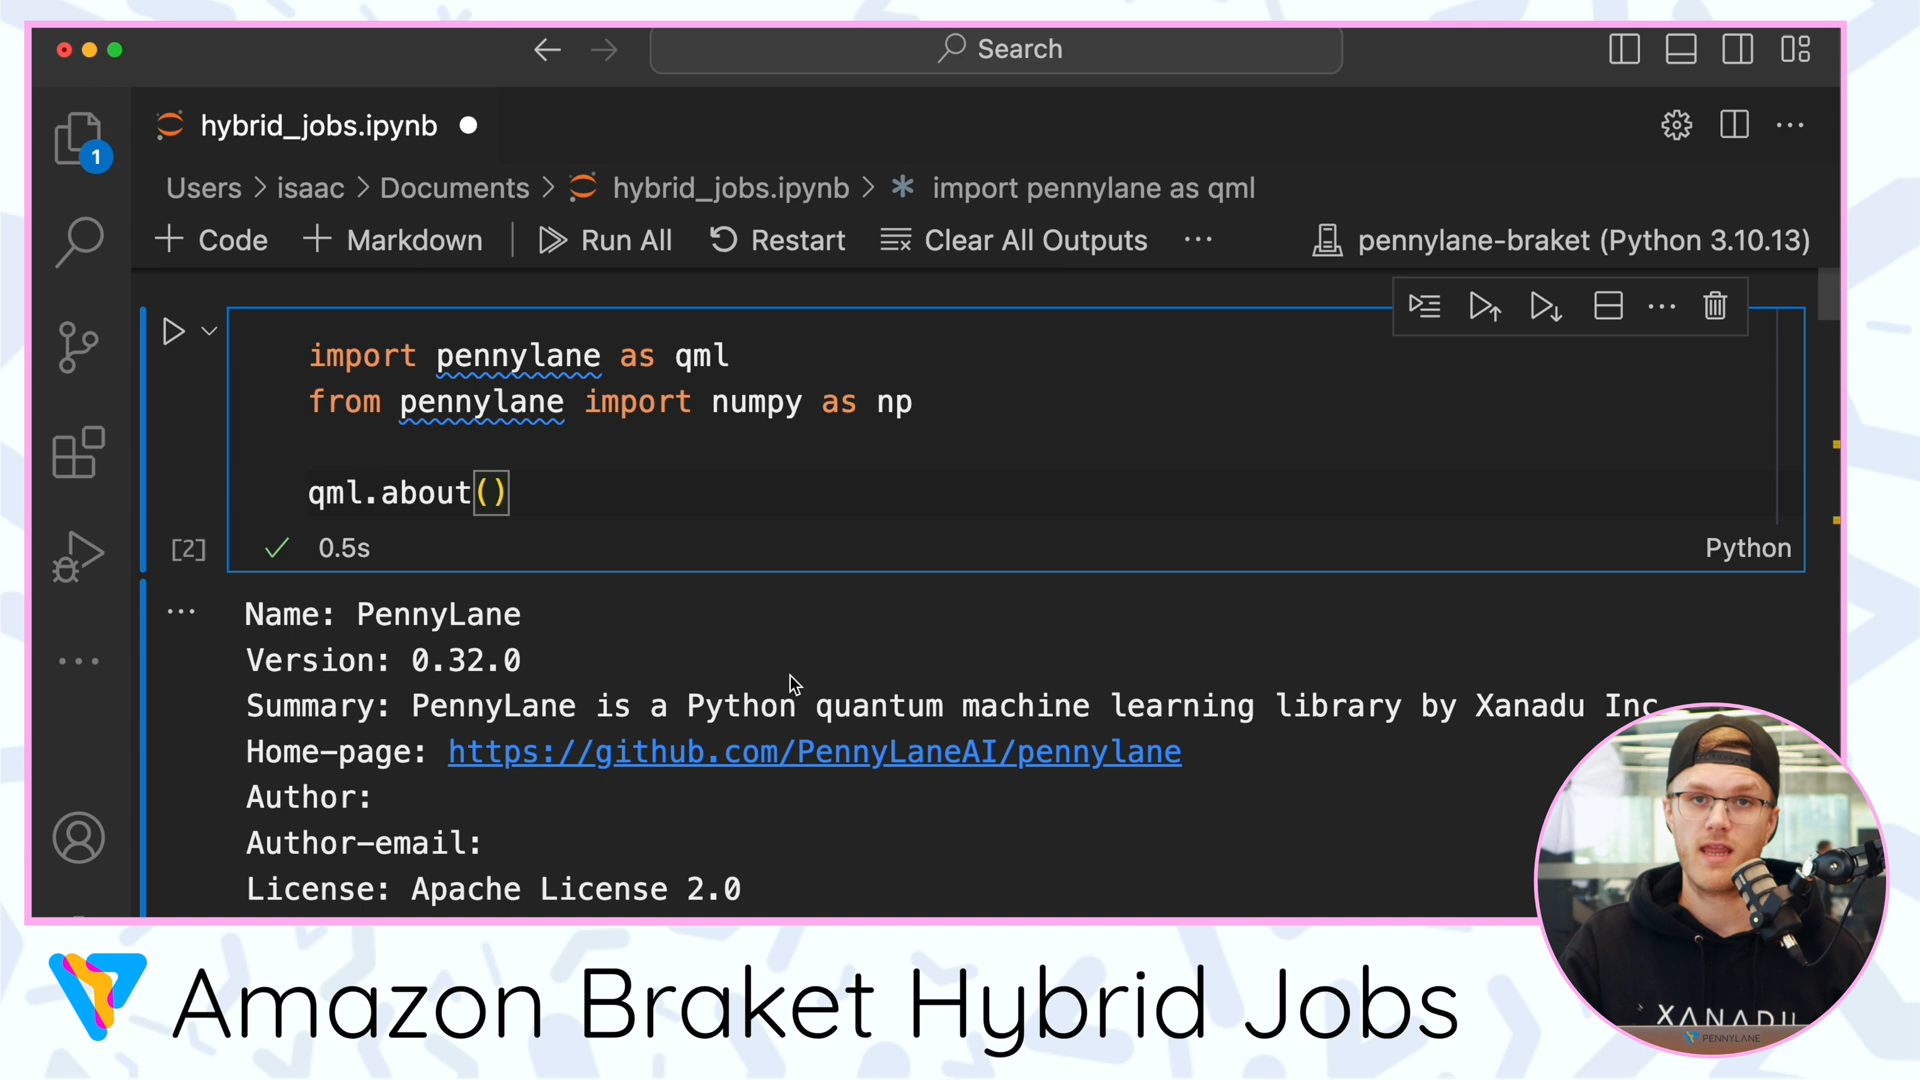 Search
hybrid_jobs.ipynb
1
Users > isaac > Documents > hybrid_jobs.ipynb > import pennylane as qml
+ Code + Markdown Run All Restart Clear All Outputs ... pennylane-braket (Python 3.10.13)
import pennylane as qml
from pennylane import numpy as np
qml.about()
[2] 0.5s Python
Name: PennyLane
Version: 0.32.0
Summary: PennyLane is a Python quantum machine learning library by Xanadu Inc
Home-page: https://github.com/PennyLaneAI/pennylane
Author:
Author-email:
License: Apache License 2.0
XANADU
PENNYLANE
Amazon Braket Hybrid Jobs